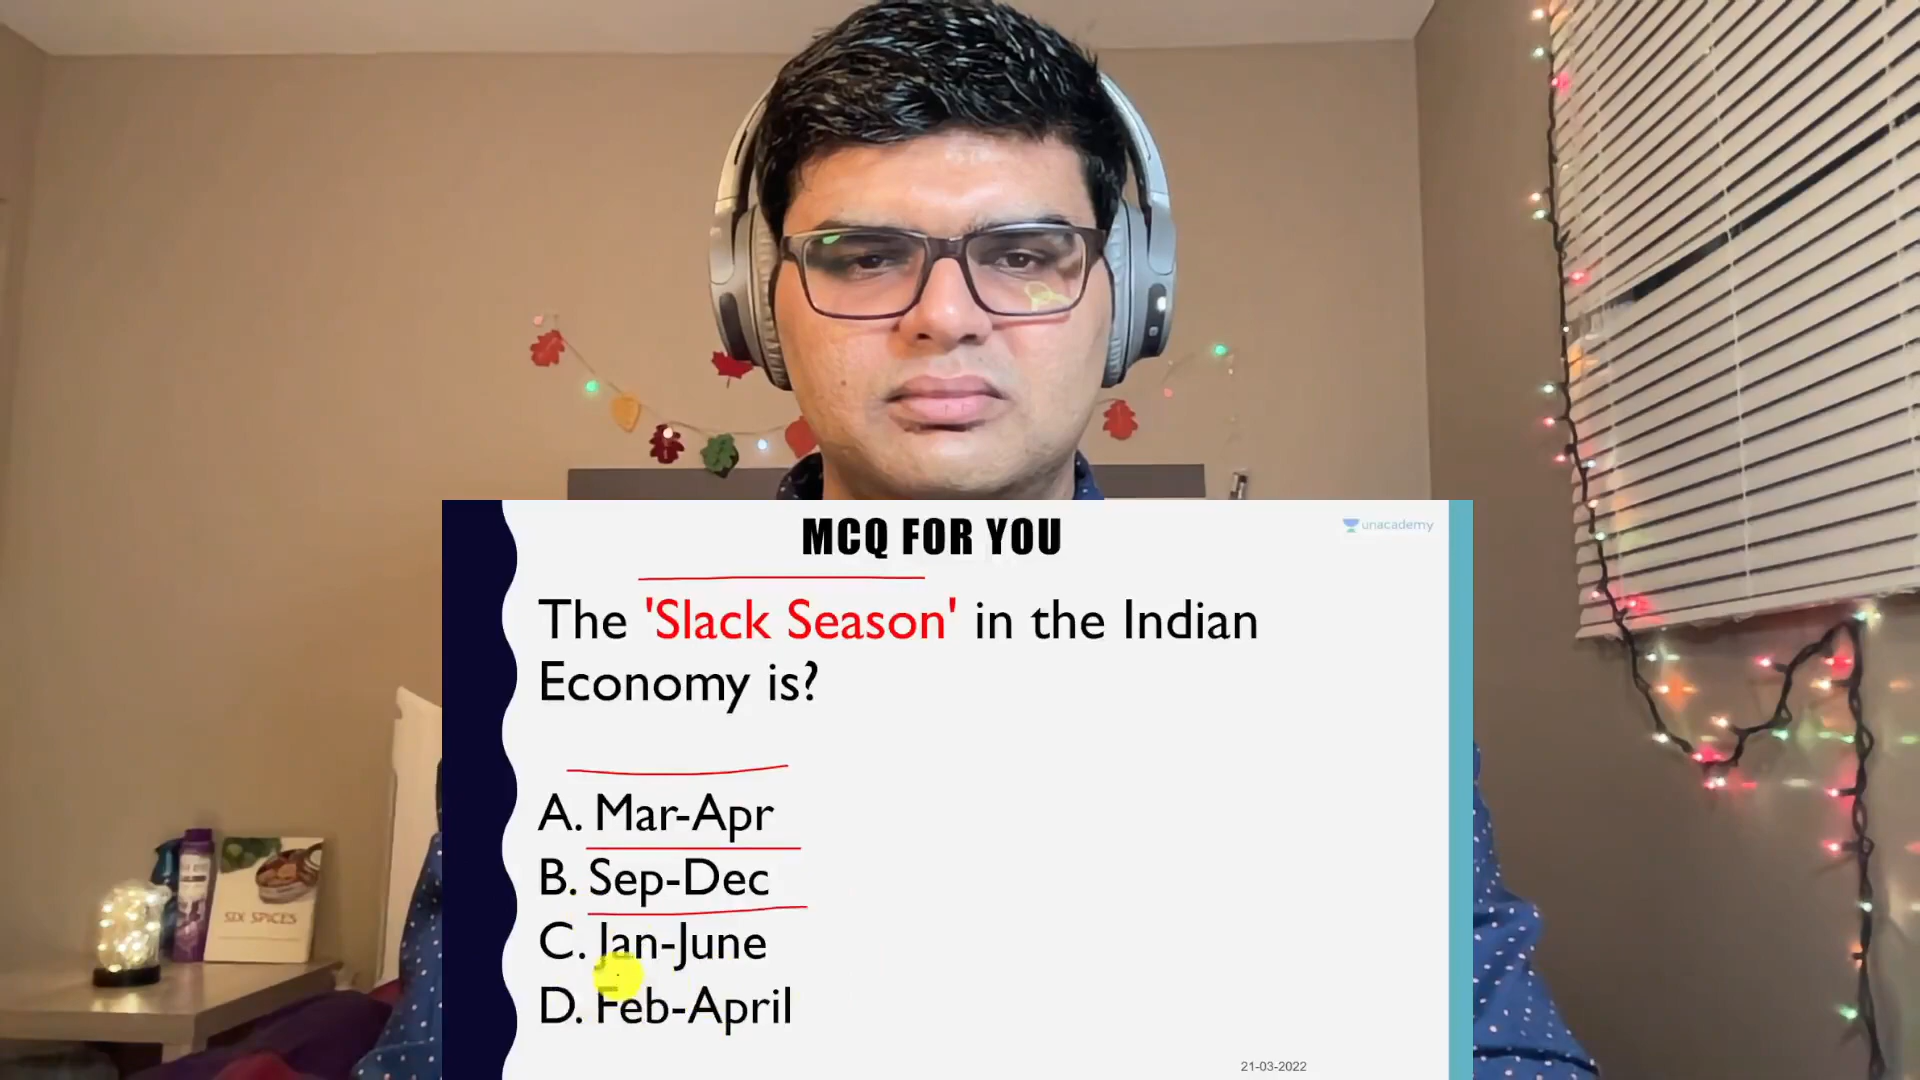 MCQ FOR YOU
unacademy
The 'Slack Season' in the Indian
Economy is?
A. Mar-Apr
B. Sep-Dec
C. Jan-June
D. Feb-April
21-03-2022
SIX SPICES